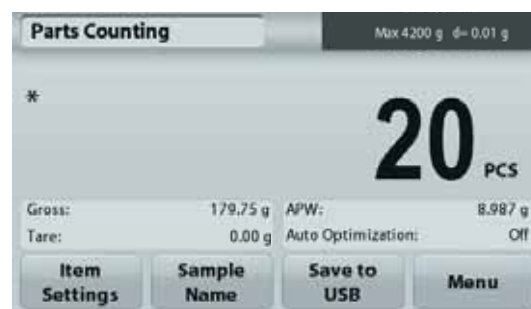 Parts Counting Max 4200 g d= 0.01 g
*
20 PCS
Gross: 179.75 g APW: 8.987 g
Tare: 0.00 g Auto Optimization: Off
Item Settings
Sample Name
Save to USB
Menu